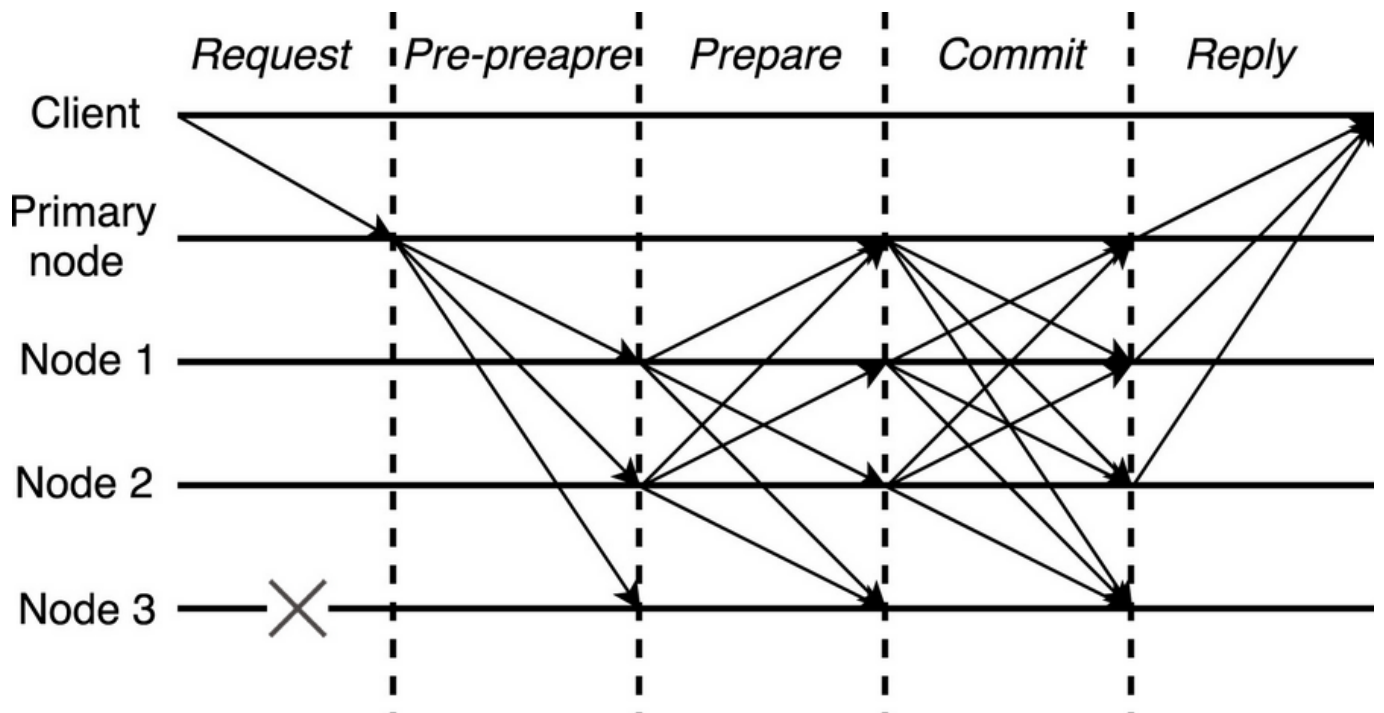 Request Pre-preapre Prepare Commit Reply
Client
Primary
node
Node 1
Node 2
Node 3